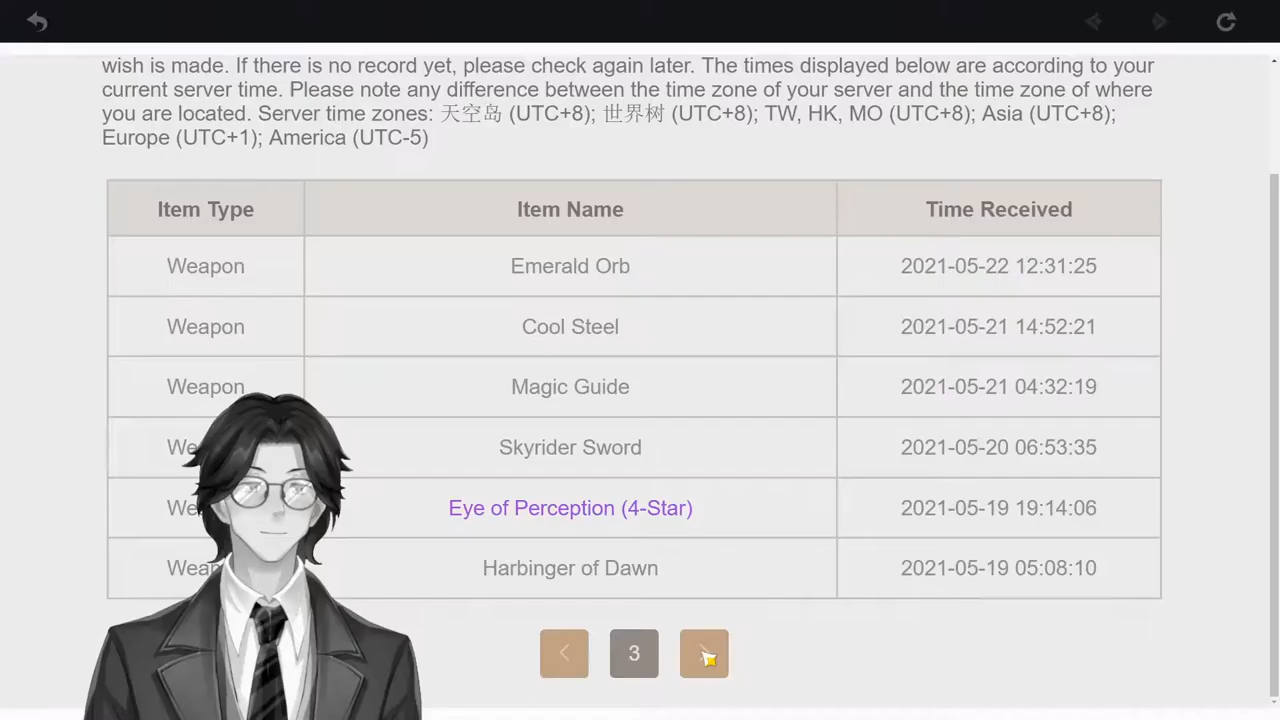 wish is made. If there is no record yet, please check again later. The times displayed below are according to your
current server time. Please note any difference between the time zone of your server and the time zone of where
you are located. Server time zones: 天空岛 (UTC+8); 世界树 (UTC+8); TW, HK, MO (UTC+8); Asia (UTC+8);
Europe (UTC+1); America (UTC-5)
Item Type Item Name Time Received
Weapon Emerald Orb 2021-05-22 12:31:25
Weapon Cool Steel 2021-05-21 14:52:21
Weapon Magic Guide 2021-05-21 04:32:19
Skyrider Sword 2021-05-20 06:53:35
Eye of Perception (4-Star) 2021-05-19 19:14:06
Harbinger of Dawn 2021-05-19 05:08:10
3